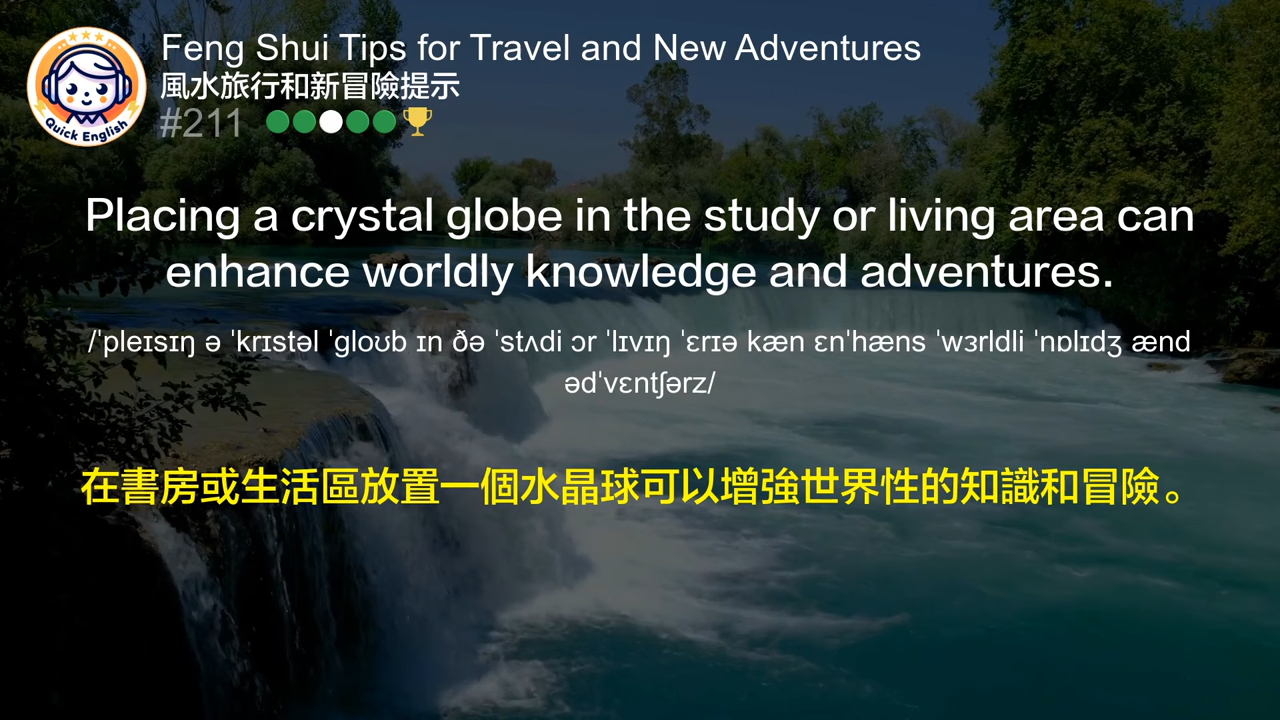 Feng Shui Tips for Travel and New Adventures
風水旅行和新冒險提示
#211
Quick English
Placing a crystal globe in the study or living area can
enhance worldly knowledge and adventures.
/ˈpleɪsɪŋ ə ˈkrɪstəl ˈgloʊb ɪn ðə ˈstʌdi ɔr ˈlɪvɪŋ ˈɛrɪə kæn ɛnˈhæns ˈwɜrldli ˈnɒlɪdʒ ænd
ədˈvɛntʃərz/
在書房或生活區放置一個水晶球可以增強世界性的知識和冒險。